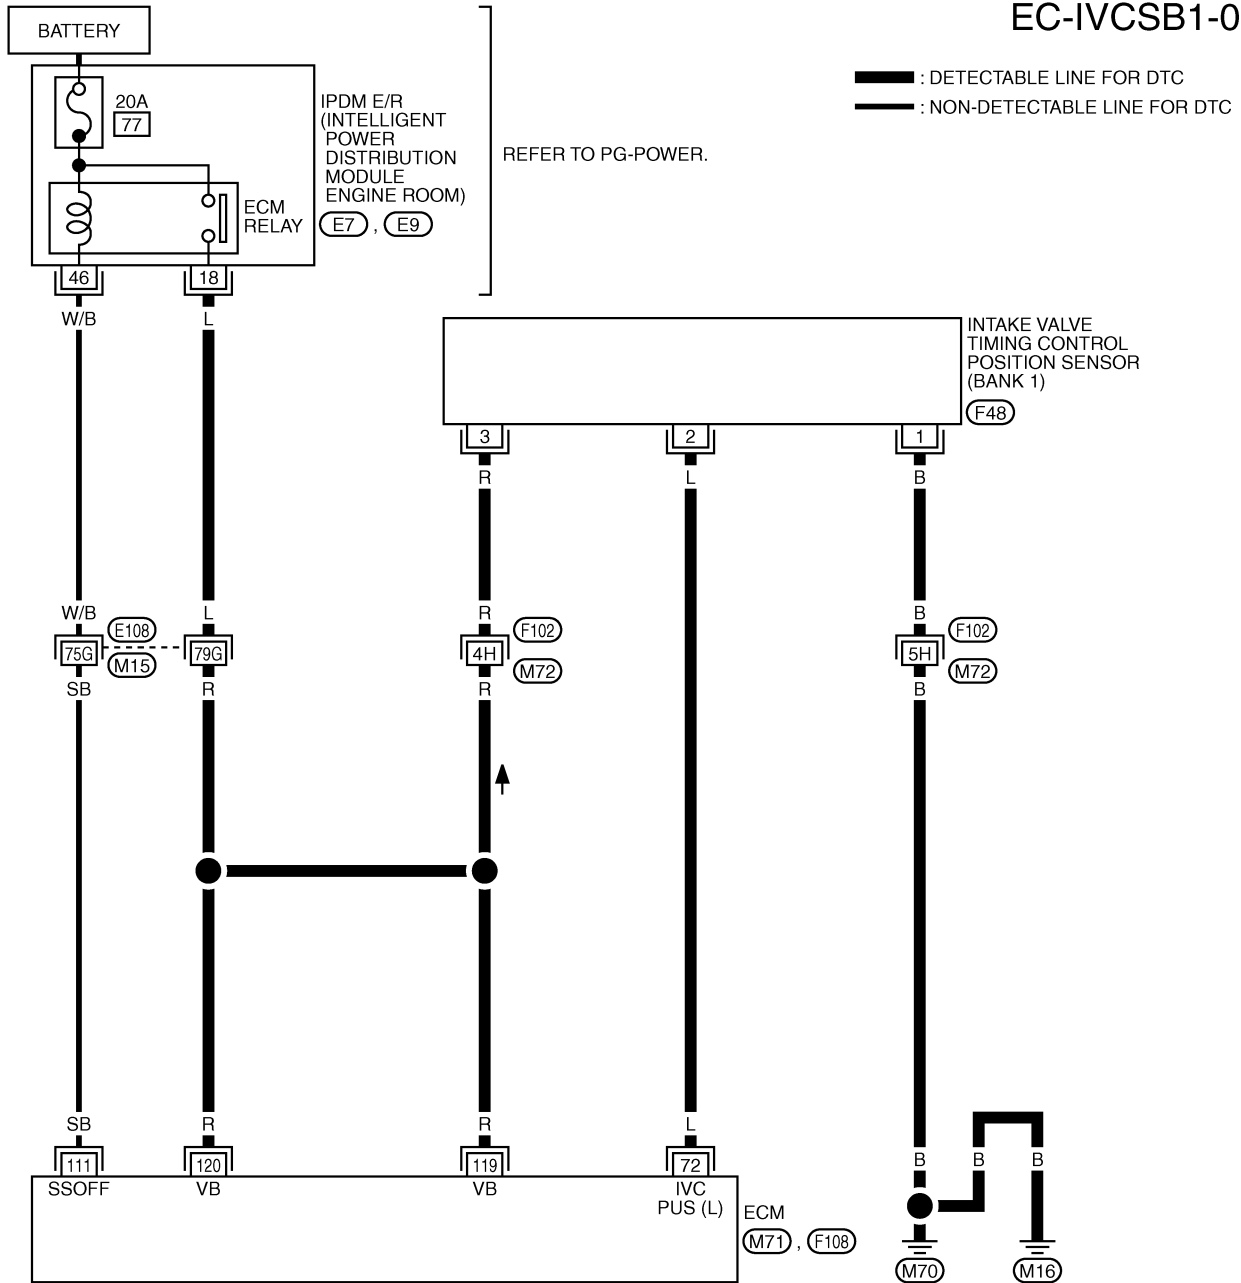 EC-IVCSB1-0
BATTERY
: DETECTABLE LINE FOR DTC
: NON-DETECTABLE LINE FOR DTC
20A
77
IPDM E/R
(INTELLIGENT
POWER
DISTRIBUTION
MODULE
ENGINE ROOM)
E7 , E9
REFER TO PG-POWER.
ECM
RELAY
46 18
W/B L
INTAKE VALVE
TIMING CONTROL
POSITION SENSOR
(BANK 1)
F48
3 2 1
R L B
W/B L R B
E108 F102 F102
75G 79G 4H 5H
M15 M72 M72
SB R R B
SB R R L
B B B
111 120 119 72
SSOFF VB VB IVC
PUS (L)
ECM
M71 , F108
M70 M16